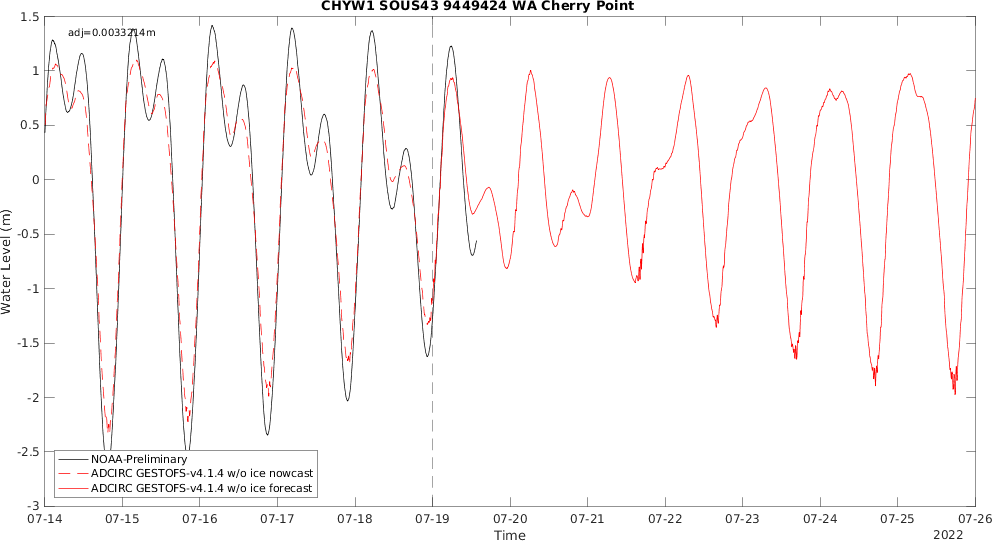 CHYW1 SOUS43 9449424 WA Cherry Point
adj=0.0033214m
1.5
1
0.5
0
-0.5
-1
-1.5
-2
-2.5
-3
Water Level (m)
NOAA-Preliminary
ADCIRC GESTOFS-v4.1.4 w/o ice nowcast
ADCIRC GESTOFS-v4.1.4 w/o ice forecast
07-14 07-15 07-16 07-17 07-18 07-19 07-20 07-21 07-22 07-23 07-24 07-25 07-26
Time
2022